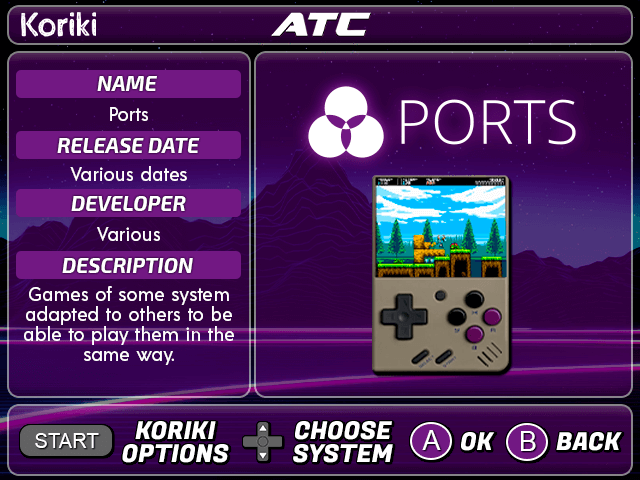 Koriki
ATC
NAME
Ports
RELEASE DATE
Various dates
DEVELOPER
Various
DESCRIPTION
Games of some system
adapted to others to be
able to play them in the
same way.
PORTS
START
KORIKI
OPTIONS
CHOOSE
SYSTEM
A
OK
B
BACK